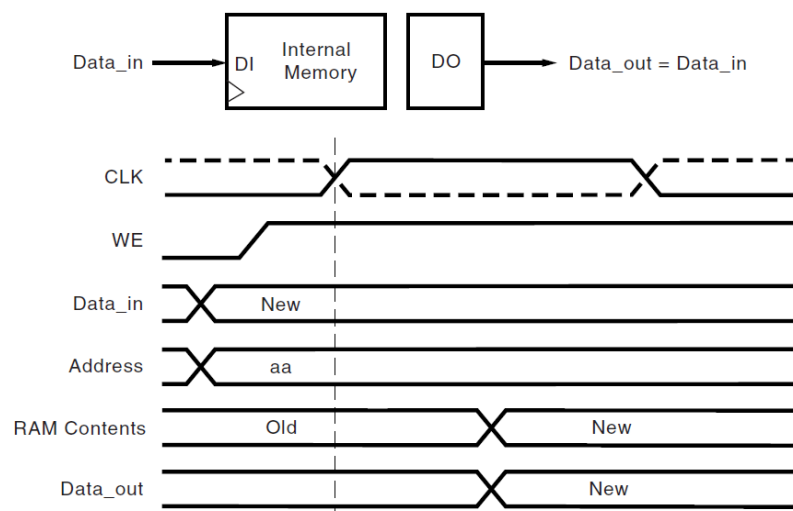 Data_in
DI
Internal
Memory
DO
Data_out = Data_in
CLK
WE
Data_in
New
Address
aa
RAM Contents
Old
New
Data_out
New